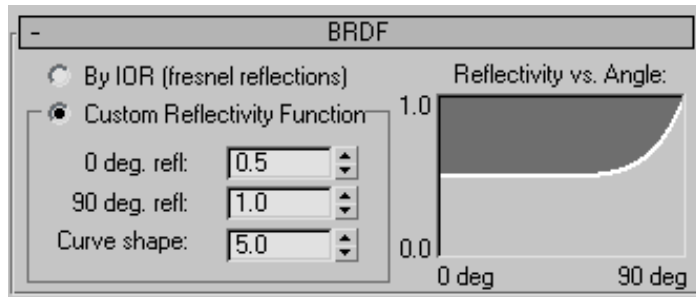 - BRDF
By IOR (fresnel reflections)
Custom Reflectivity Function
0 deg. refl: 0.5
90 deg. refl: 1.0
Curve shape: 5.0
Reflectivity vs. Angle:
1.0
0.0
0 deg 90 deg